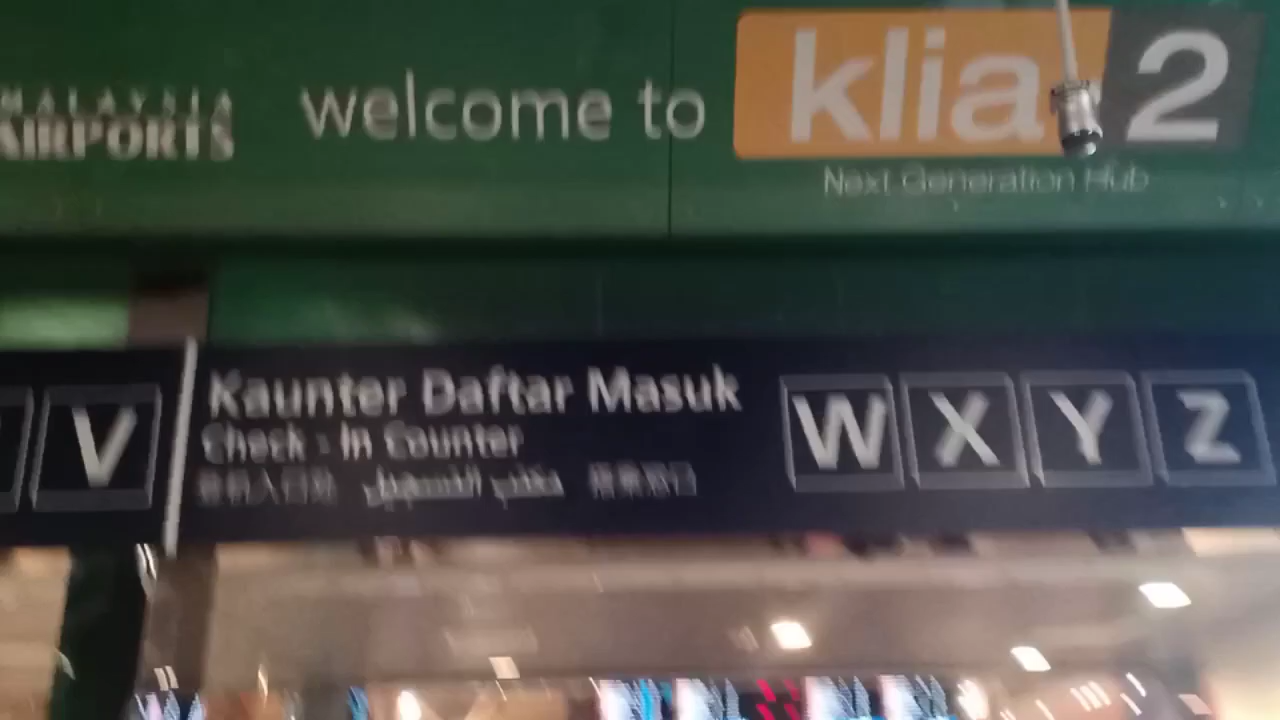 MALAYSIA
AIRPORTS
welcome to klia 2
Next Generation Hub
V
Kaunter Daftar Masuk
Check - In Counter
W X Y Z